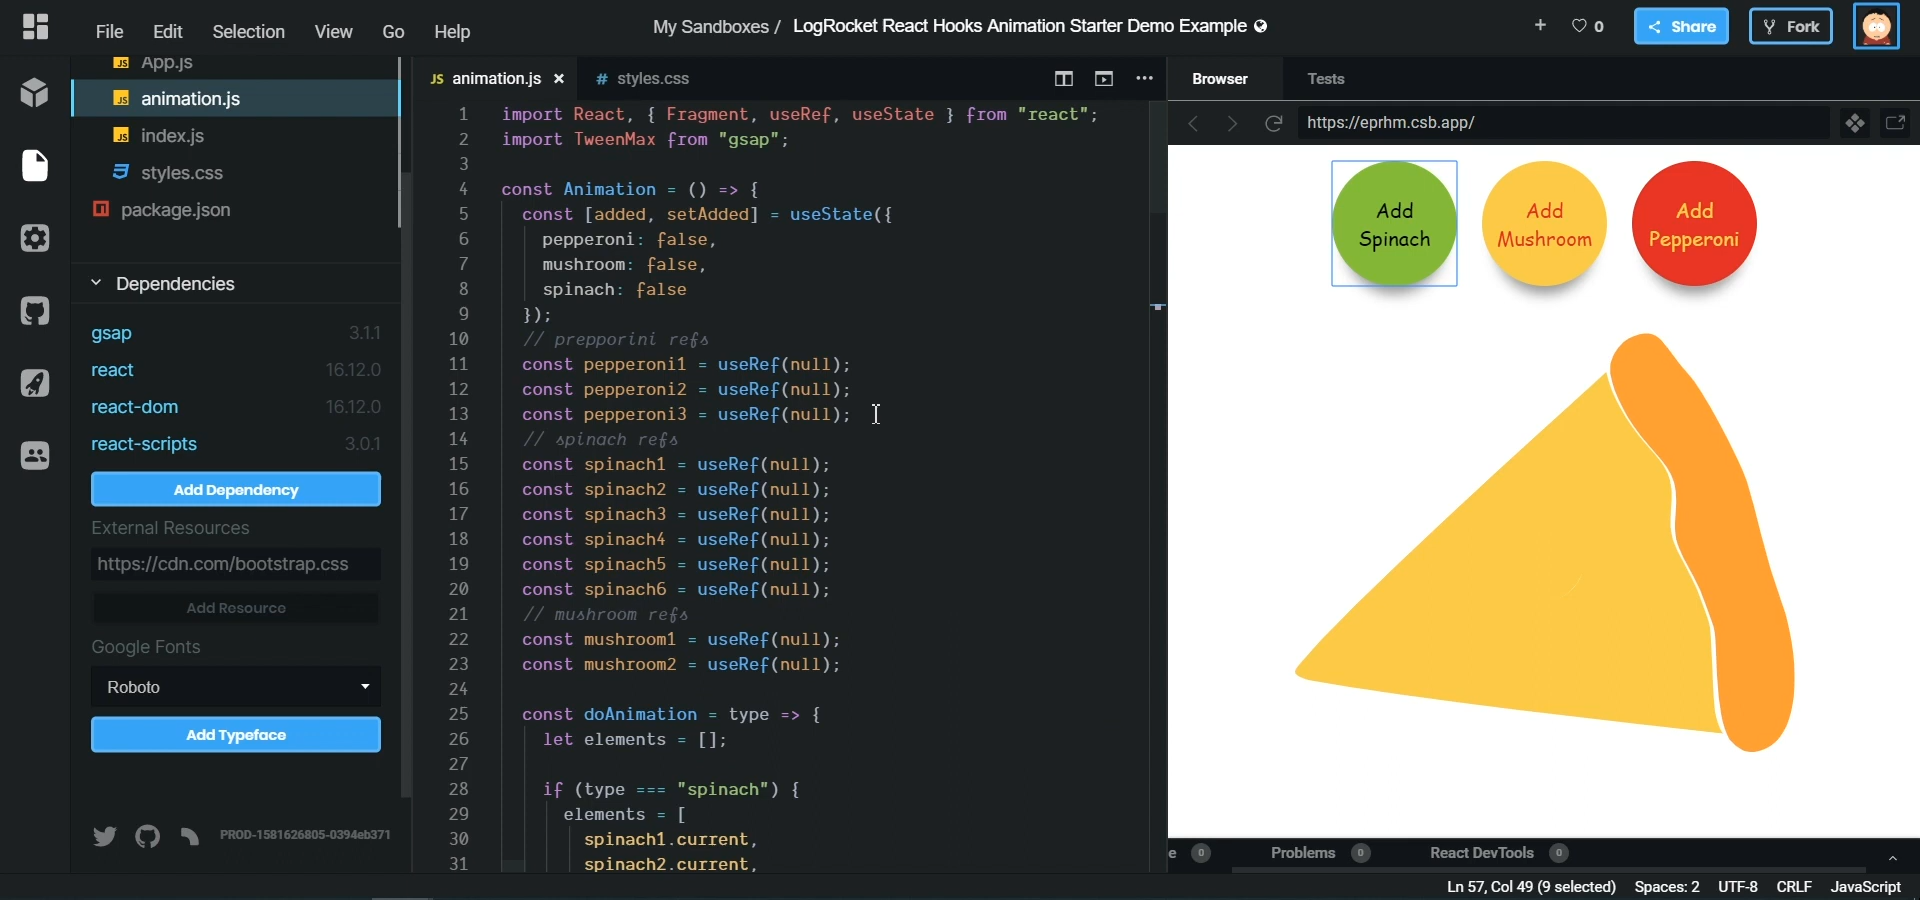 File Edit Selection View Go Help
My Sandboxes / LogRocket React Hooks Animation Starter Demo Example
+ 0 Share Fork
App.js
JS animation.js
JS index.js
styles.css
package.json
Dependencies
gsap 3.1.1
react 16.12.0
react-dom 16.12.0
react-scripts 3.0.1
Add Dependency
External Resources
https://cdn.com/bootstrap.css
Add Resource
Google Fonts
Roboto
Add Typeface
PROD-1581626805-0394eb371
JS animation.js × # styles.css
1 import React, { Fragment, useRef, useState } from "react";
2 import TweenMax from "gsap";
3
4 const Animation = () => {
5 const [added, setAdded] = useState({
6 pepperoni: false,
7 mushroom: false,
8 spinach: false
9 });
10 // prepporini refs
11 const pepperoni1 = useRef(null);
12 const pepperoni2 = useRef(null);
13 const pepperoni3 = useRef(null);
14 // spinach refs
15 const spinach1 = useRef(null);
16 const spinach2 = useRef(null);
17 const spinach3 = useRef(null);
18 const spinach4 = useRef(null);
19 const spinach5 = useRef(null);
20 const spinach6 = useRef(null);
21 // mushroom refs
22 const mushroom1 = useRef(null);
23 const mushroom2 = useRef(null);
24
25 const doAnimation = type => {
26 let elements = [];
27
28 if (type === "spinach") {
29 elements = [
30 spinach1.current,
31 spinach2.current,
Browser Tests
https://eprhm.csb.app/
Add
Spinach
Add
Mushroom
Add
Pepperoni
e 0 Problems 0 React DevTools 0
Ln 57, Col 49 (9 selected) Spaces: 2 UTF-8 CRLF JavaScript